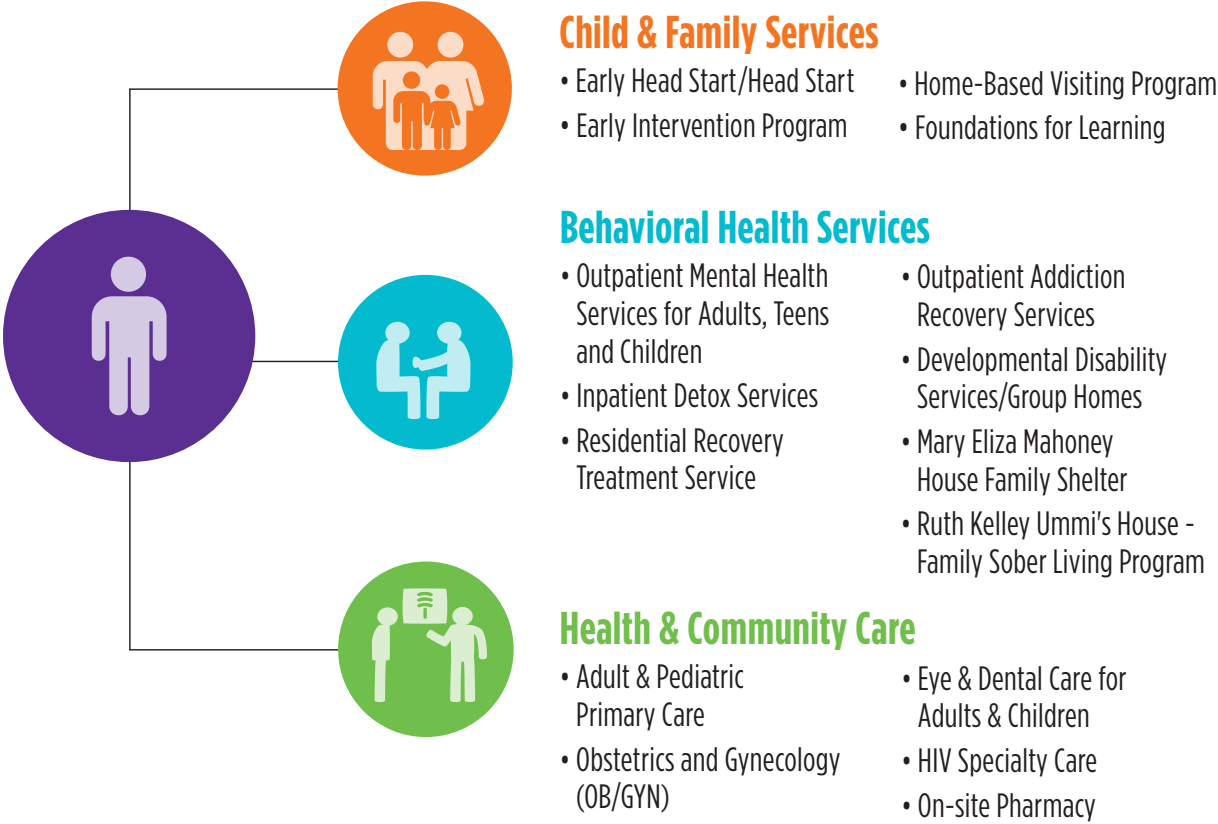 Child & Family Services
• Early Head Start/Head Start
• Early Intervention Program
• Home-Based Visiting Program
• Foundations for Learning
Behavioral Health Services
• Outpatient Mental Health
Services for Adults, Teens
and Children
• Inpatient Detox Services
• Residential Recovery
Treatment Service
• Outpatient Addiction
Recovery Services
• Developmental Disability
Services/Group Homes
• Mary Eliza Mahoney
House Family Shelter
• Ruth Kelley Ummi's House -
Family Sober Living Program
Health & Community Care
• Adult & Pediatric
Primary Care
• Obstetrics and Gynecology
(OB/GYN)
• Eye & Dental Care for
Adults & Children
• HIV Specialty Care
• On-site Pharmacy